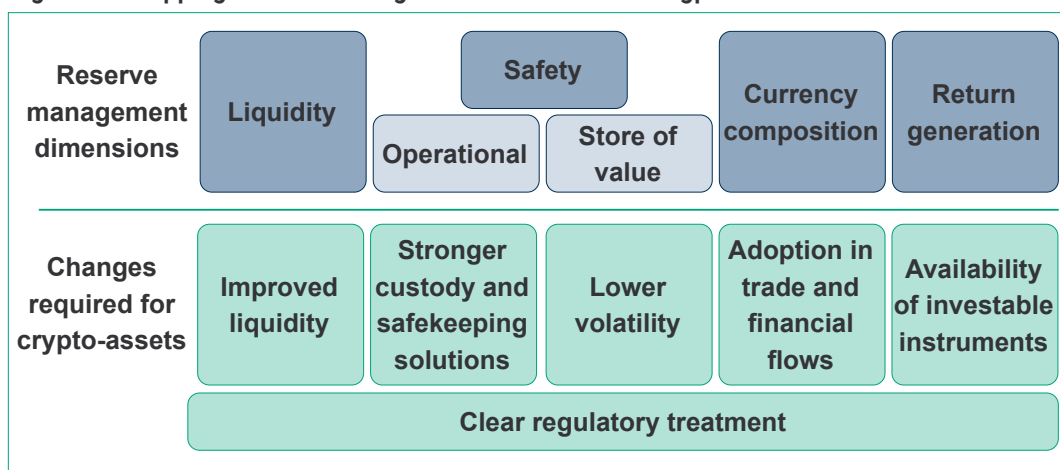 Reserve
management
dimensions
Liquidity
Safety
Operational
Store of
value
Currency
composition
Return
generation
Changes
required for
crypto-assets
Improved
liquidity
Stronger
custody and
safekeeping
solutions
Lower
volatility
Adoption in
trade and
financial
flows
Availability
of investable
instruments
Clear regulatory treatment